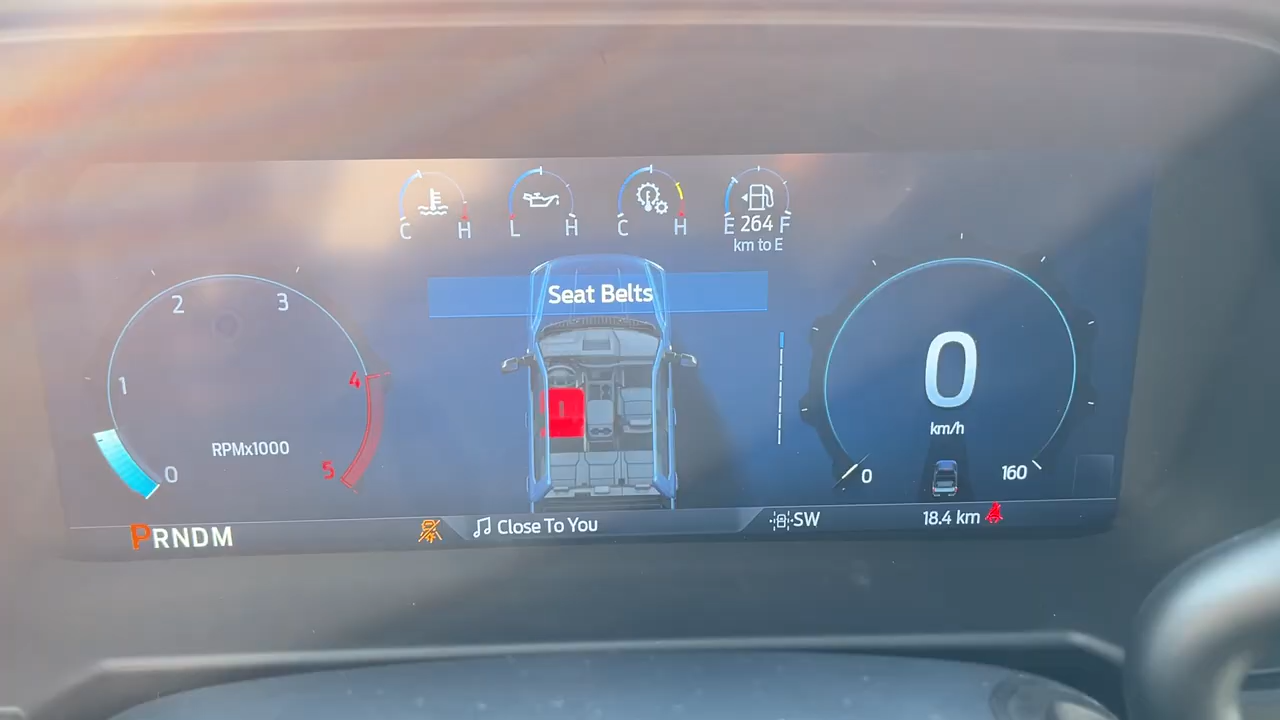 C H
L H
C H
E 264 F
km to E
Seat Belts
0
1
2
3
4
5
RPMx1000
0
km/h
0
160
PRNDM
Close To You
SW
18.4 km